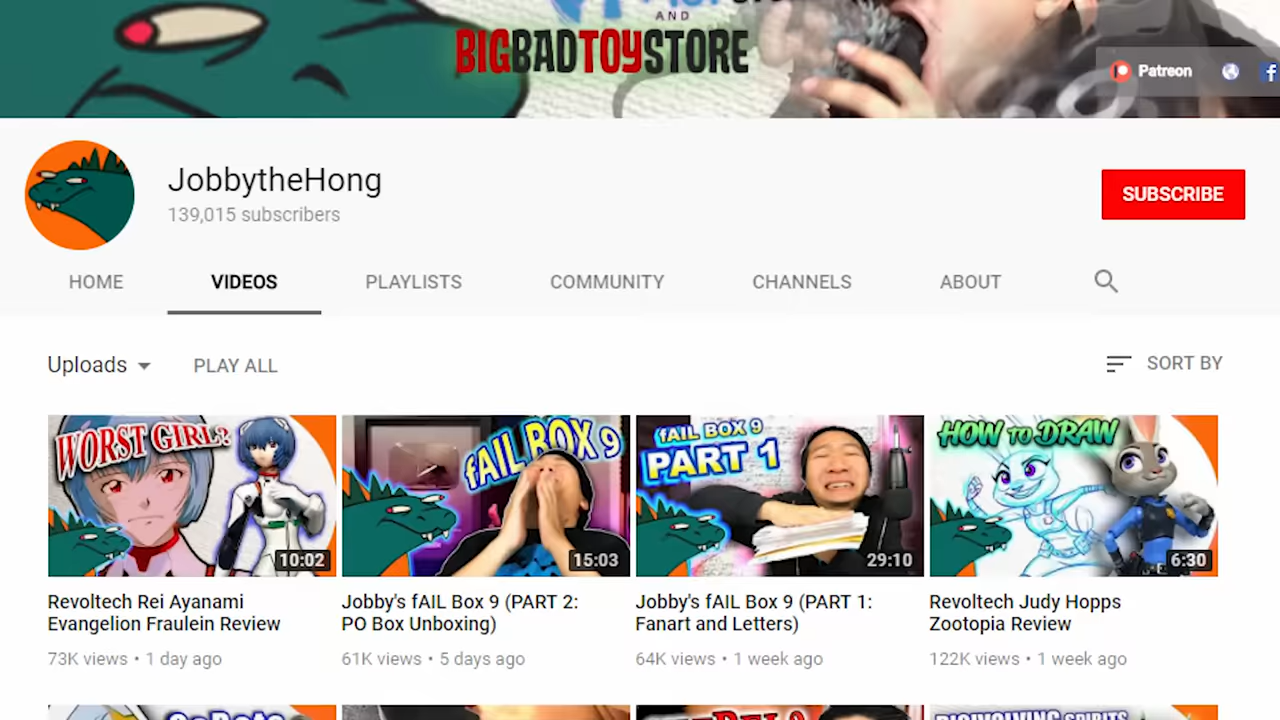 AND
BIGBADTOYSTORE
Patreon
JobbytheHong
139,015 subscribers
SUBSCRIBE
HOME
VIDEOS
PLAYLISTS
COMMUNITY
CHANNELS
ABOUT
Uploads
PLAY ALL
SORT BY
WORST GIRL?
10:02
fAIL BOX 9
15:03
fAIL BOX 9
PART 1
29:10
HOW TO DRAW
6:30
Revoltech Rei Ayanami
Evangelion Fraulein Review
73K views • 1 day ago
Jobby's fAIL Box 9 (PART 2:
PO Box Unboxing)
61K views • 5 days ago
Jobby's fAIL Box 9 (PART 1:
Fanart and Letters)
64K views • 1 week ago
Revoltech Judy Hopps
Zootopia Review
122K views • 1 week ago